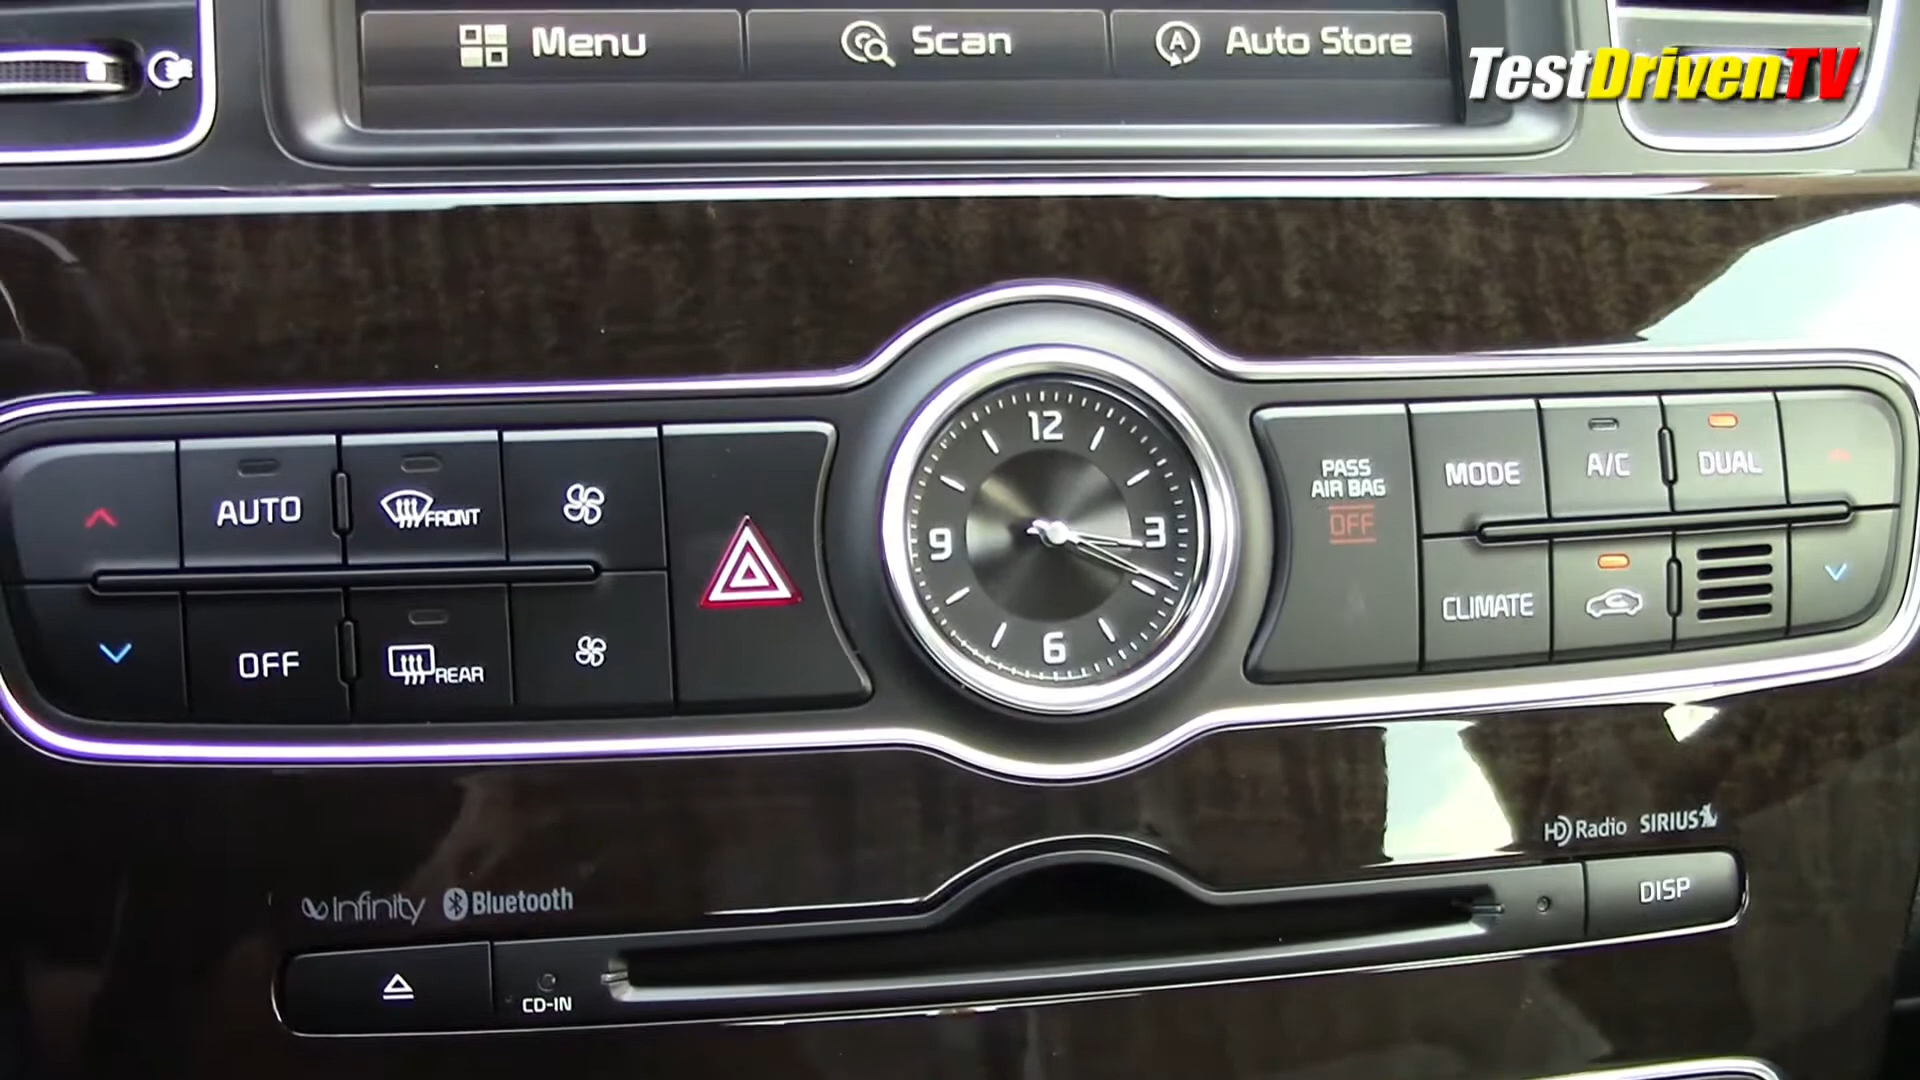 Menu
Scan
Auto Store
TestDrivenTV
AUTO
FRONT
OFF
REAR
12
3
6
9
PASS
AIR BAG
OFF
MODE
A/C
DUAL
CLIMATE
HD Radio SIRIUS
Infinity Bluetooth
DISP
CD-IN